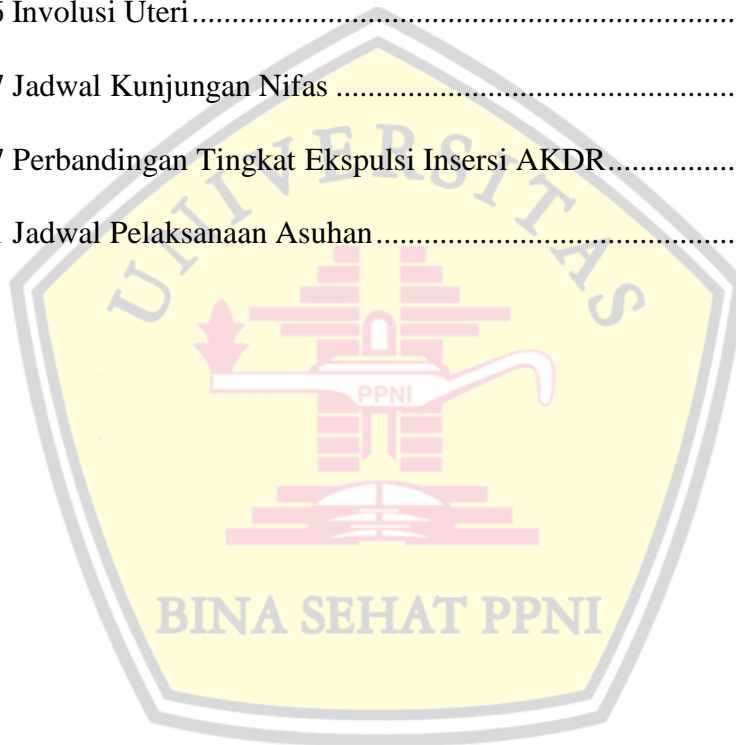 Involusi Uteri
7 Jadwal Kunjungan Nifas
7 Perbandingan Tingkat Ekspulsi Insersi AKDR
Jadwal Pelaksanaan Asuhan
UNIVERSITAS
PPNI
BINA SEHAT PPNI